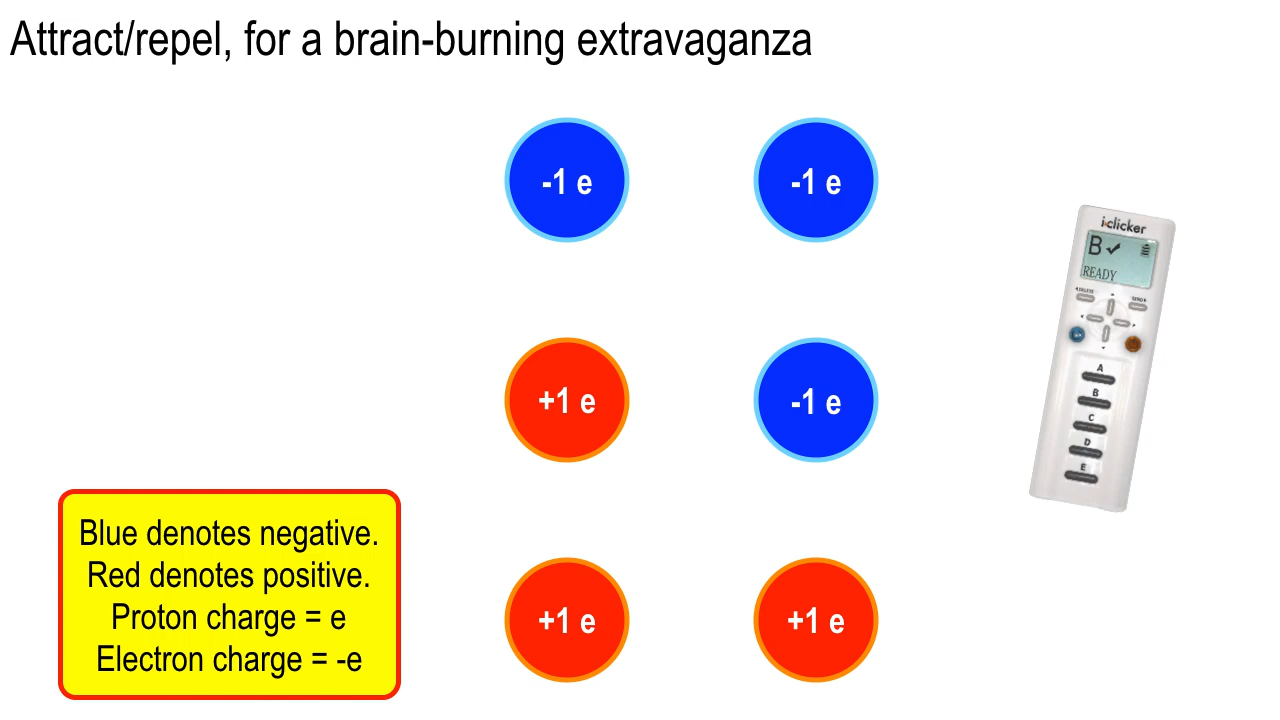 Attract/repel, for a brain-burning extravaganza
-1 e
-1 e
+1 e
-1 e
+1 e
+1 e
Blue denotes negative.
Red denotes positive.
Proton charge = e
Electron charge = -e
i>clicker
B✓
READY
A
B
C
D
E